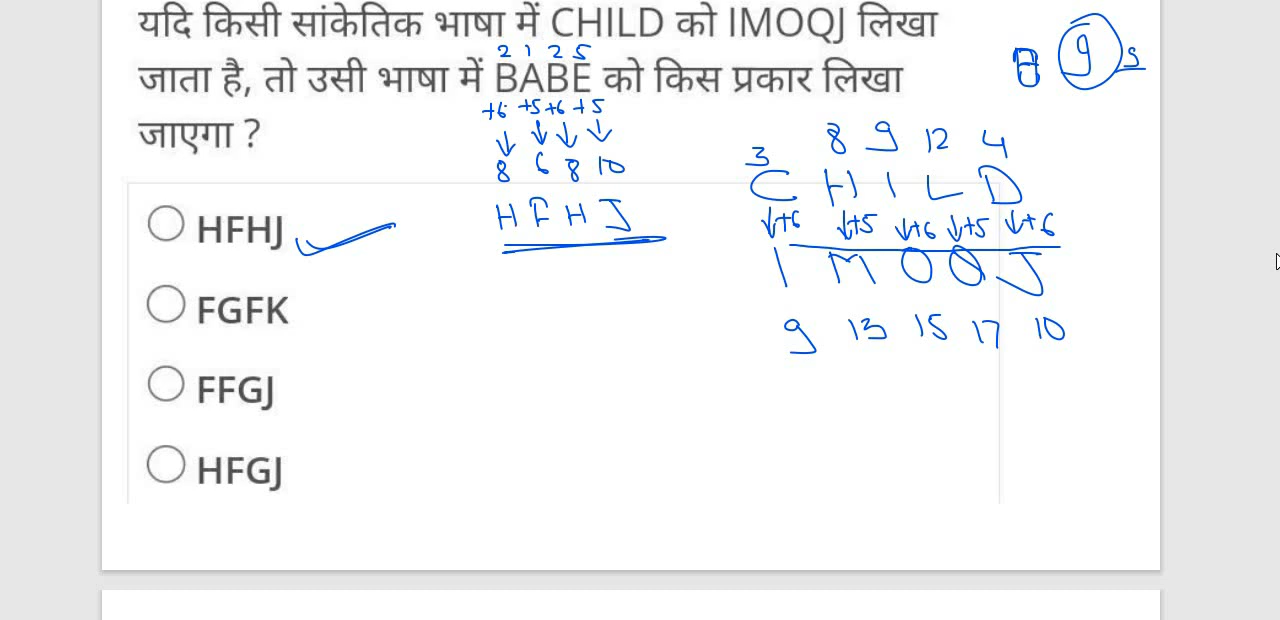 यदि किसी सांकेतिक भाषा में CHILD को IMOQJ लिखा
2 1 2 5
जाता है, तो उसी भाषा में BABE को किस प्रकार लिखा
जाएगा ?
+6 +5 +6 +5
8 6 8 10
H F H J
HFHJ
FGFK
FFGJ
HFGJ
9 s
3 8 9 12 4
C H I L D
+6 +5 +6 +5 +6
I M O Q J
9 13 15 17 10